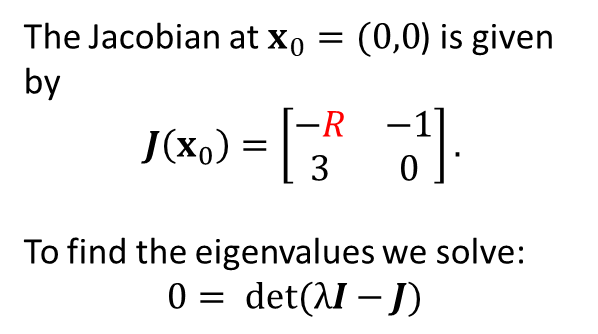 The Jacobian at x₀ = (0,0) is given
by
J(x₀) = [−R −1
3 0].
To find the eigenvalues we solve:
0 = det(λI − J)